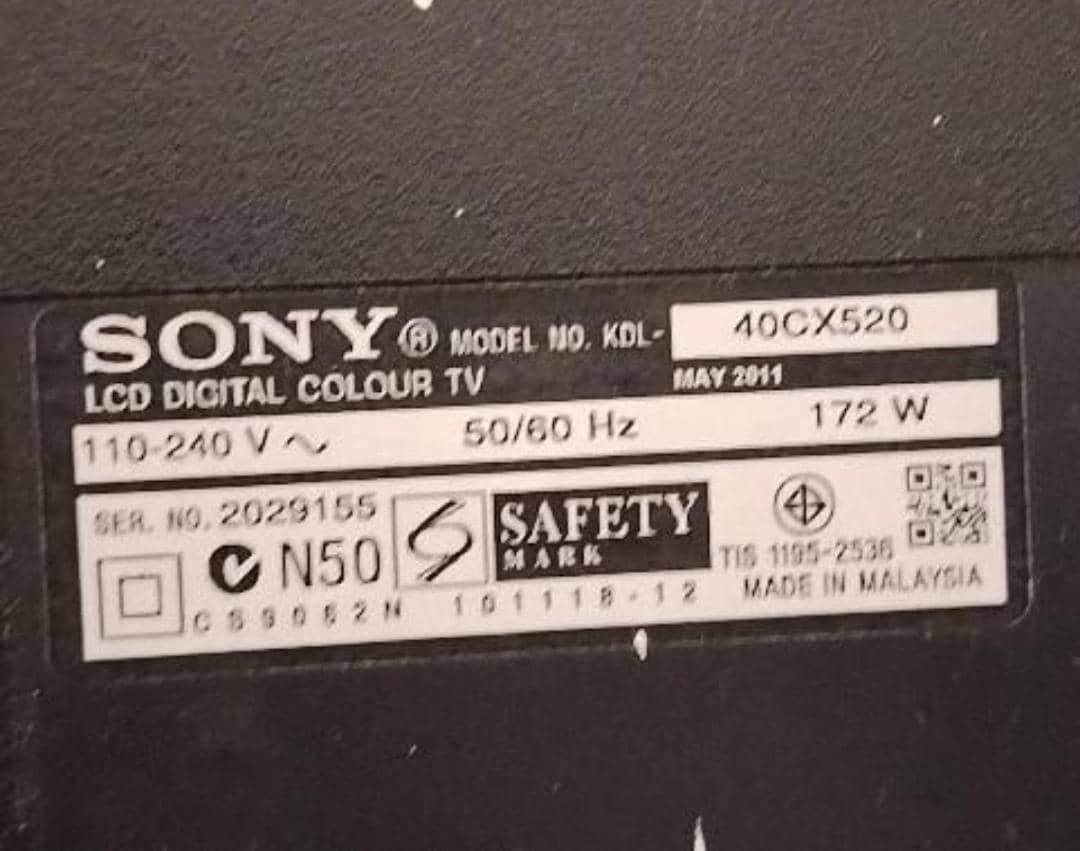 SONY® MODEL NO. KDL- 40CX520
LCD DIGITAL COLOUR TV MAY 2011
110-240 V ~ 50/60 Hz 172 W
SER. NO. 2029155
N50
SAFETY
MARK
TIS 1195-2536
CS9062N 101118-12
MADE IN MALAYSIA